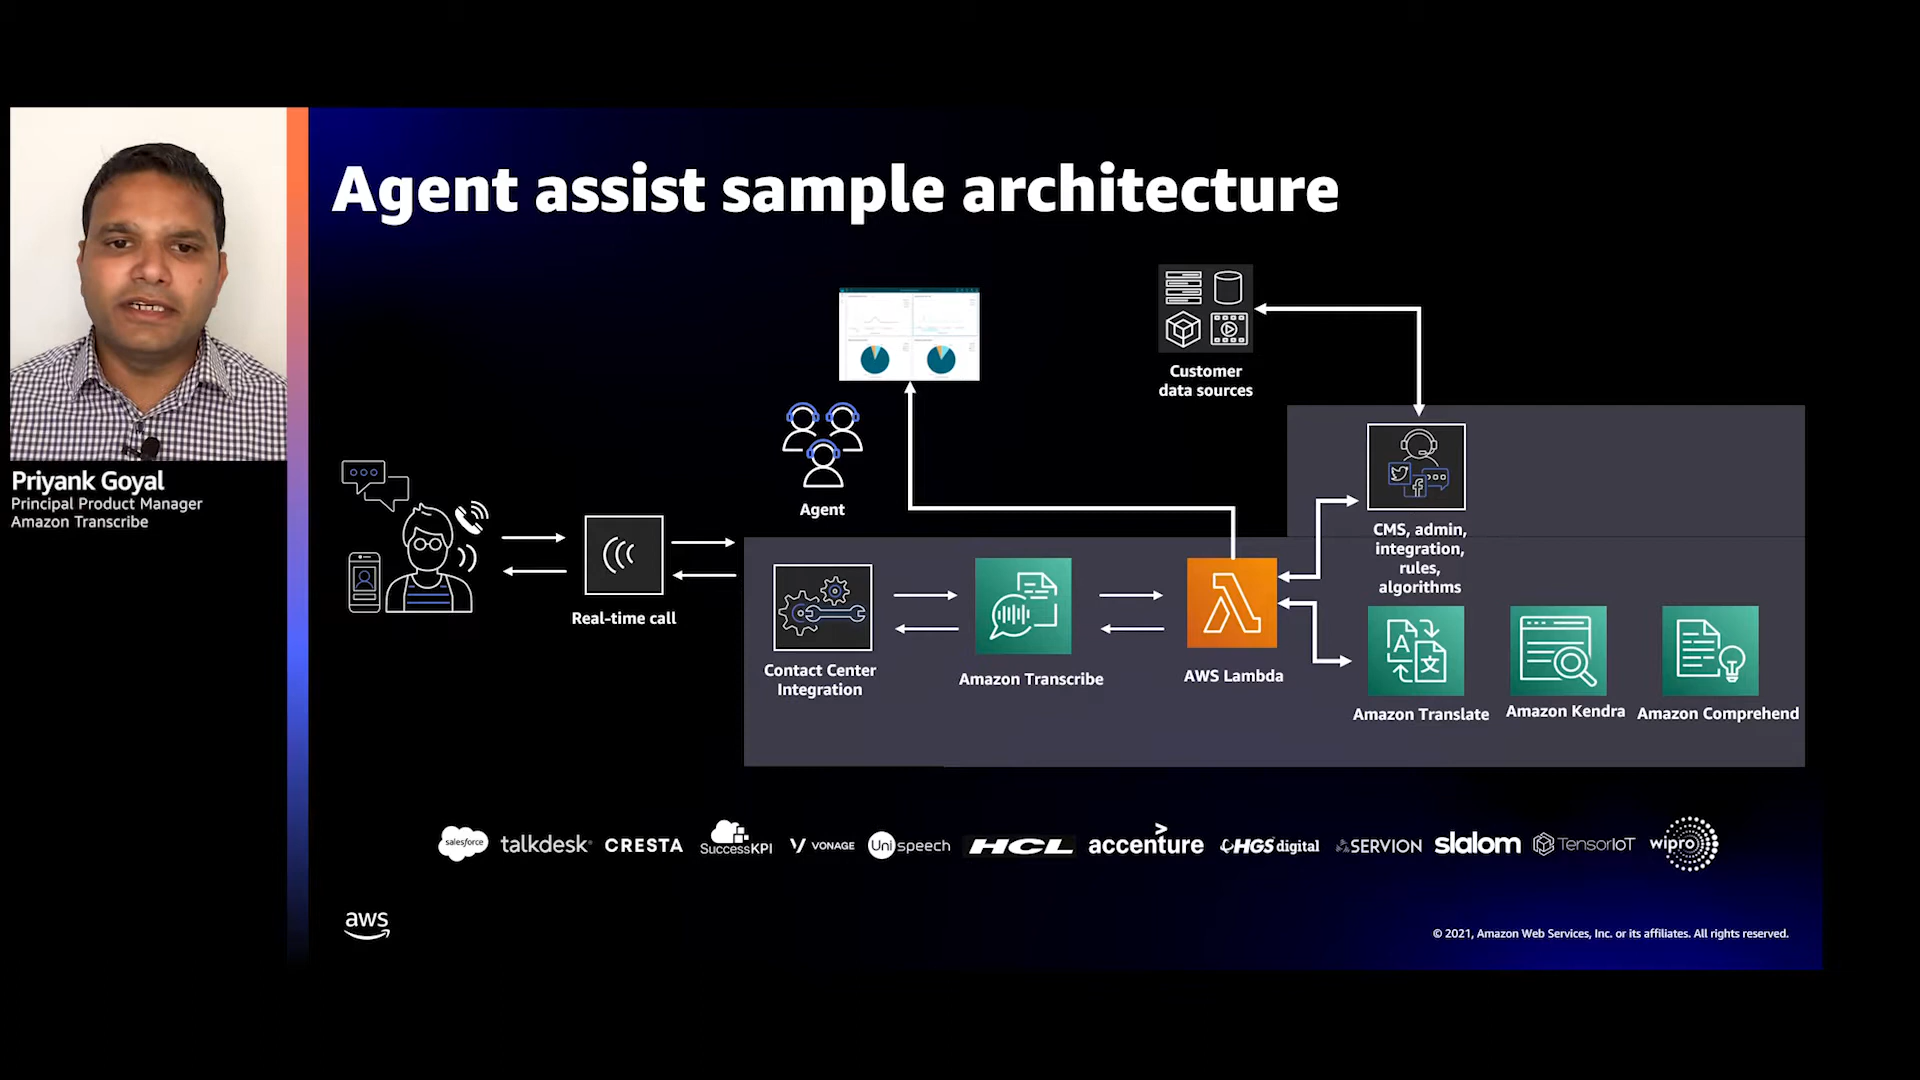 Agent assist sample architecture
Priyank Goyal
Principal Product Manager
Amazon Transcribe
Customer
data sources
Agent
Real-time call
CMS, admin,
integration,
rules,
algorithms
Contact Center
Integration
Amazon Transcribe
AWS Lambda
A
文
Amazon Translate
Amazon Kendra
Amazon Comprehend
salesforce
talkdesk
CRESTA
SuccessKPI
VONAGE
Uni speech
HCL
accenture
HGS digital
SERVION
slalom
TensorIoT
wipro
aws
© 2021, Amazon Web Services, Inc. or its affiliates. All rights reserved.